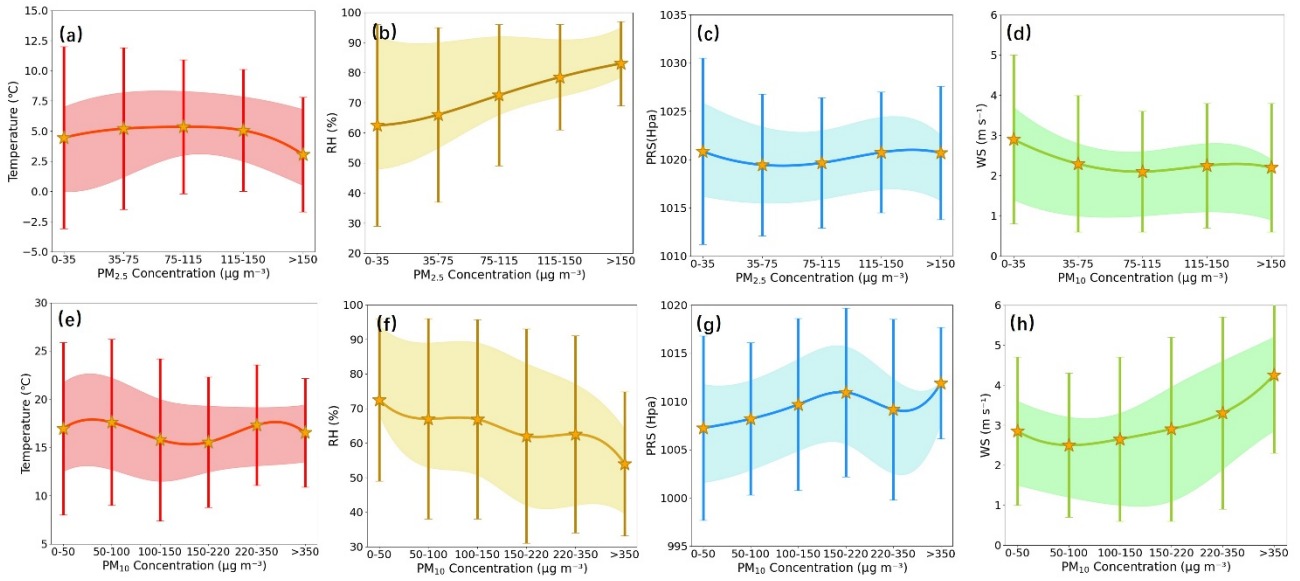 (a)
Temperature (℃)
15.0
12.5
10.0
7.5
5.0
2.5
0.0
−2.5
−5.0
0-35 35-75 75-115 115-150 >150
PM2.5 Concentration (μg m⁻³)
(b)
RH (%)
100
90
80
70
60
50
40
30
20
0-35 35-75 75-115 115-150 >150
PM2.5 Concentration (μg m⁻³)
(c)
PRS(Hpa)
1035
1030
1025
1020
1015
1010
0-35 35-75 75-115 115-150 >150
PM2.5 Concentration (μg m⁻³)
(d)
WS (m s⁻¹)
6
5
4
3
2
1
0
0-35 35-75 75-115 115-150 >150
PM10 Concentration (μg m⁻³)
(e)
Temperature (℃)
30
25
20
15
10
5
0-50 50-100 100-150 150-220 220-350 >350
PM10 Concentration (μg m⁻³)
(f)
RH (%)
100
90
80
70
60
50
40
30
0-50 50-100 100-150 150-220 220-350 >350
PM10 Concentration (μg m⁻³)
(g)
PRS (Hpa)
1020
1015
1010
1005
1000
995
0-50 50-100 100-150 150-220 220-350 >350
PM10 Concentration (μg m⁻³)
(h)
WS (m s⁻¹)
6
5
4
3
2
1
0
0-50 50-100 100-150 150-220 220-350 >350
PM10 Concentration (μg m⁻³)